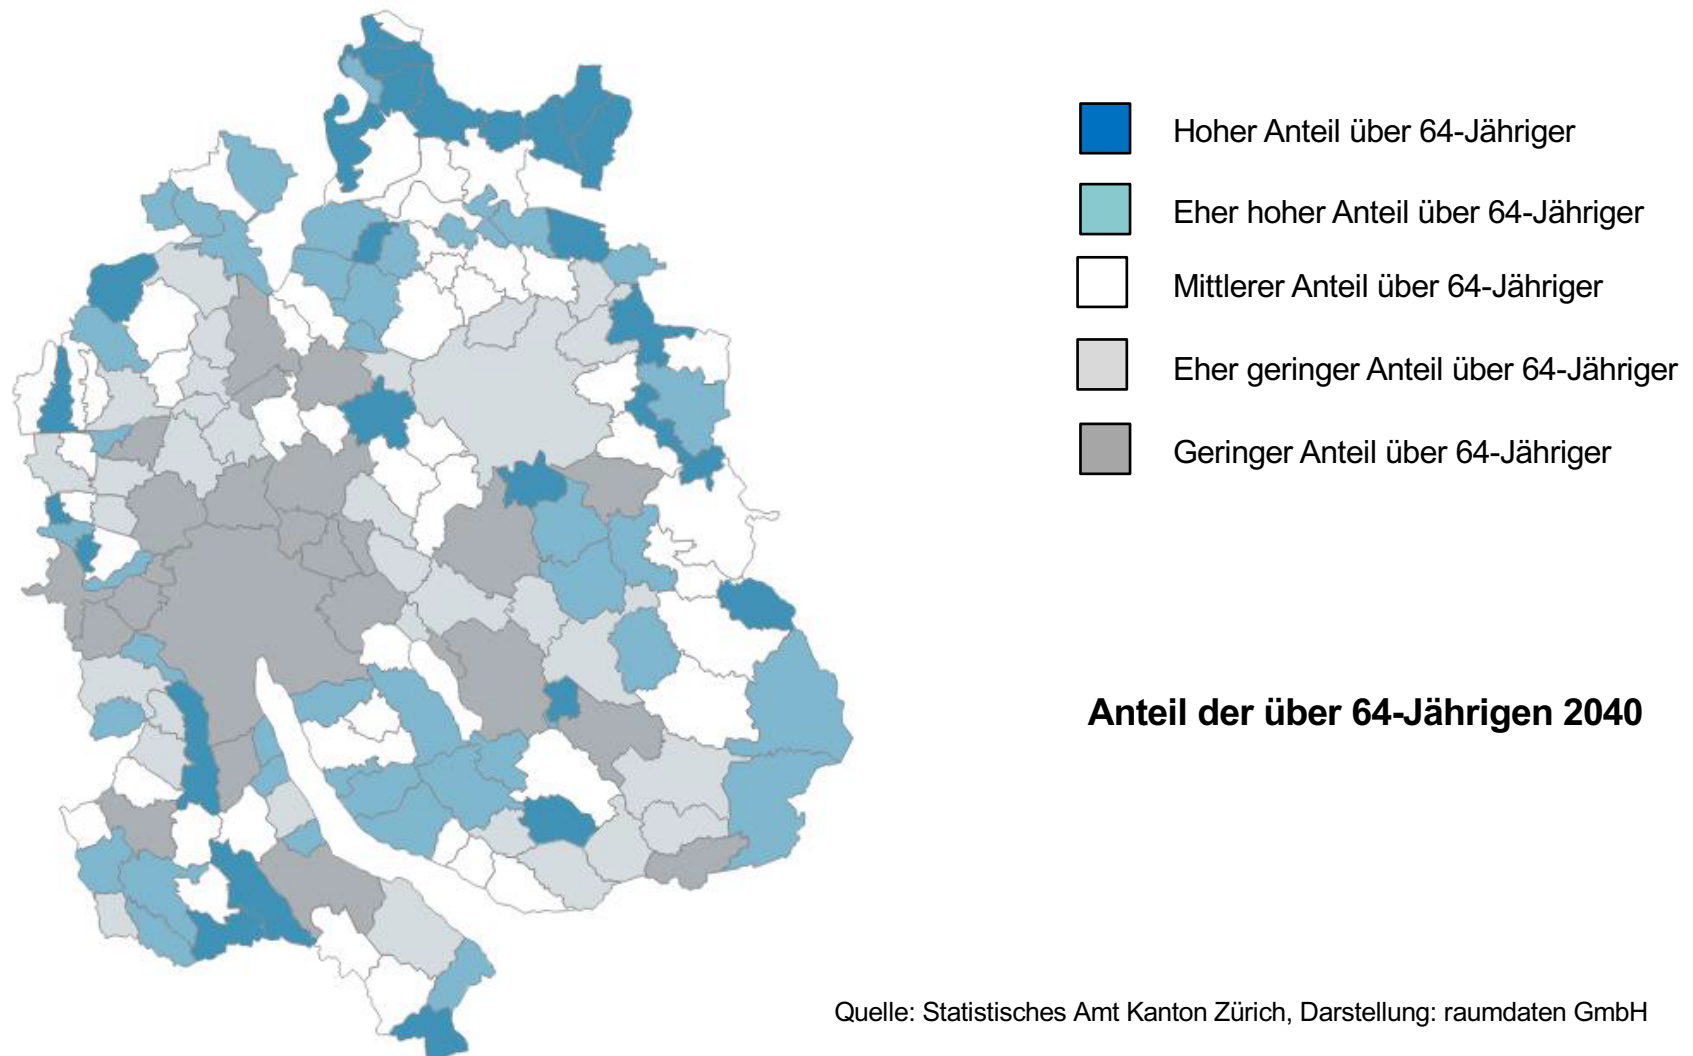 Hoher Anteil über 64-Jähriger
Eher hoher Anteil über 64-Jähriger
Mittlerer Anteil über 64-Jähriger
Eher geringer Anteil über 64-Jähriger
Geringer Anteil über 64-Jähriger
Anteil der über 64-Jährigen 2040
Quelle: Statistisches Amt Kanton Zürich, Darstellung: raumdaten GmbH